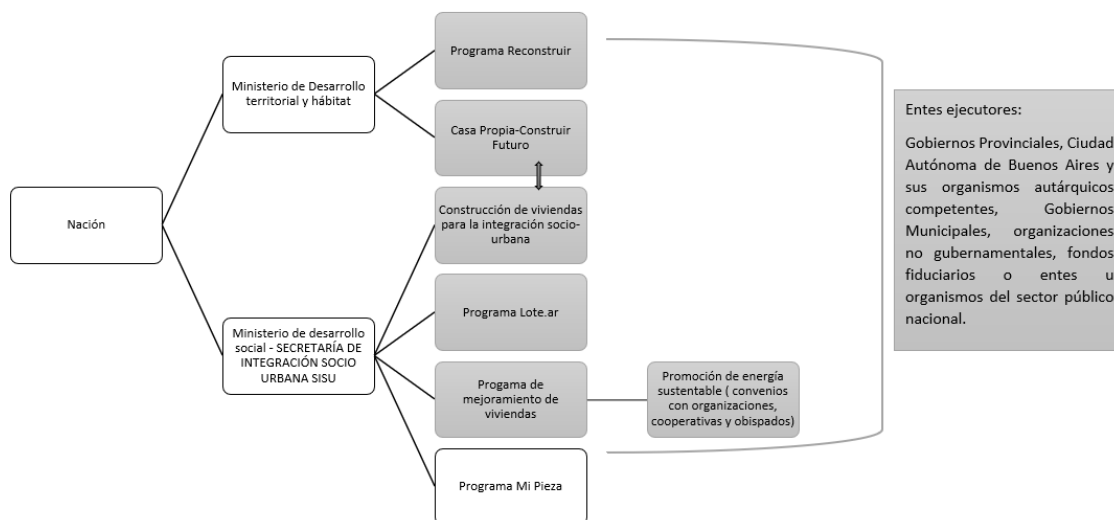 Programa Reconstruir
Ministerio de Desarrollo
territorial y hábitat
Casa Propia-Construir
Futuro
Nación
Construcción de viviendas
para la integración socio-
urbana
Programa Lote.ar
Ministerio de desarrollo
social - SECRETARÍA DE
INTEGRACIÓN SOCIO
URBANA SISU
Progama de
mejoramiento de
viviendas
Promoción de energía
sustentable ( convenios
con organizaciones,
cooperativas y obispados)
Programa Mi Pieza
Entes ejecutores:
Gobiernos Provinciales, Ciudad
Autónoma de Buenos Aires y
sus organismos autárquicos
competentes, Gobiernos
Municipales, organizaciones
no gubernamentales, fondos
fiduciarios o entes u
organismos del sector público
nacional.